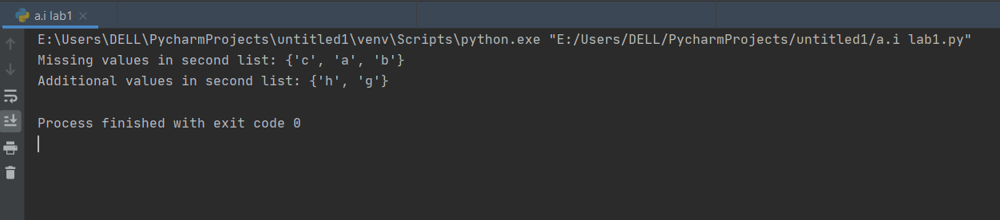 a.i lab1
E:\Users\DELL\PycharmProjects\untitled1\venv\Scripts\python.exe "E:/Users/DELL/PycharmProjects/untitled1/a.i lab1.py"
Missing values in second list: {'c', 'a', 'b'}
Additional values in second list: {'h', 'g'}
Process finished with exit code 0